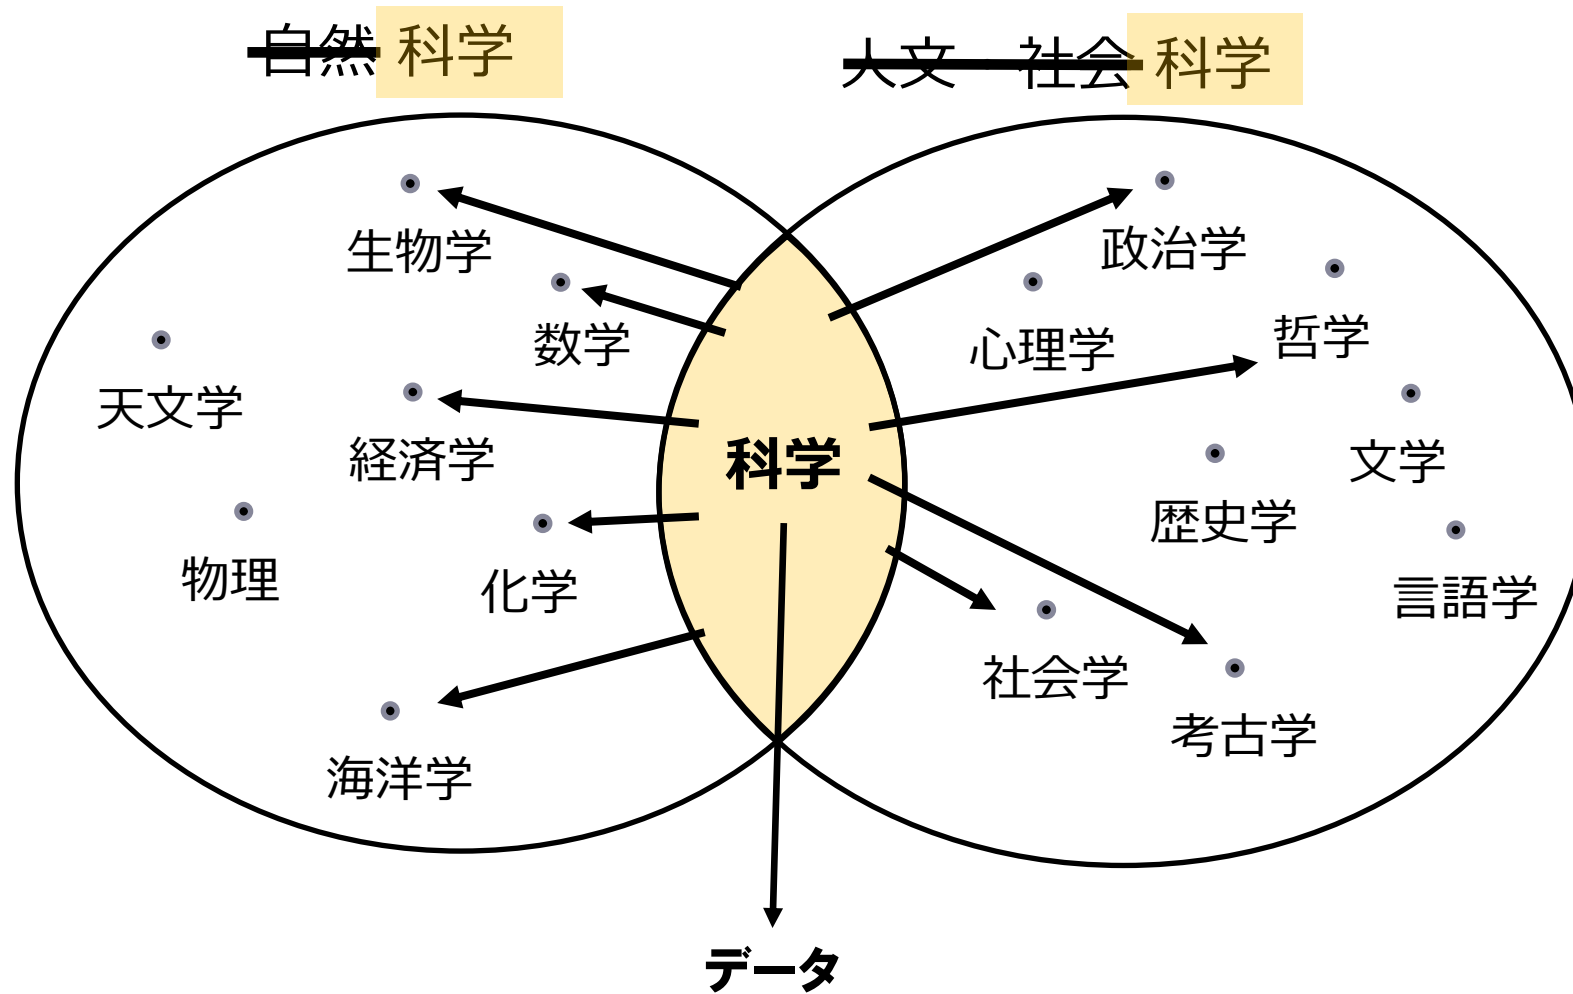 自然 科学
人文 社会 科学
生物学
数学
天文学
経済学
物理
化学
海洋学
科学
政治学
心理学
哲学
文学
歴史学
言語学
社会学
考古学
データ